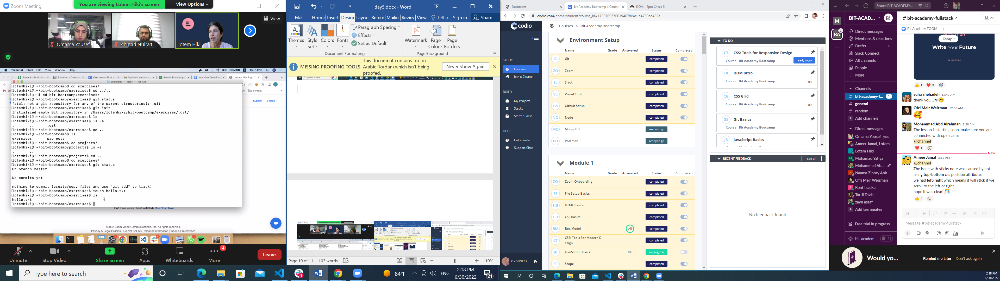 Zoom Meeting
You are viewing Lotem Hiki's screen
View Options
View
Omama Yousef
Ahmad Nuira't
Lotem Hiki
Terminal Shell Edit View Window Help
100%
Thu 14:16
Rawabi cohort data
Elevation - Calenda
Overview « Bit Ac
Updated invitation
Rawabi Bootcamp
Interview Question
Launch Meeting - Z
exercises — -bash — 105×28
content
lotemhiki@:~/bit-bootcamp$ cd exercises/
lotemhiki@:~/bit-bootcamp/exercises$ cd ../..
lotemhiki@:~$ cd bit-bootcamp/exercises/
lotemhiki@:~/bit-bootcamp/exercises$ git status
fatal: not a git repository (or any of the parent directories): .git
lotemhiki@:~/bit-bootcamp/exercises$ git init
Initialized empty Git repository in /Users/lotemhiki/bit-bootcamp/exercises/.git/
lotemhiki@:~/bit-bootcamp/exercises$ ls
lotemhiki@:~/bit-bootcamp/exercises$ ls -a
. .. .git
lotemhiki@:~/bit-bootcamp/exercises$ cd ..
lotemhiki@:~/bit-bootcamp$ ls
exercises projects
lotemhiki@:~/bit-bootcamp$ cd projects/
lotemhiki@:~/bit-bootcamp/projects$ ls -a
. ..
lotemhiki@:~/bit-bootcamp/projects$ cd ..
lotemhiki@:~/bit-bootcamp$ cd exercises/
lotemhiki@:~/bit-bootcamp/exercises$ git status
On branch master
No commits yet
nothing to commit (create/copy files and use "git add" to track)
lotemhiki@:~/bit-bootcamp/exercises$ touch hello.txt
lotemhiki@:~/bit-bootcamp/exercises$ ls
hello.txt
lotemhiki@:~/bit-bootcamp/exercises$
Support English
Don't have Zoom Client installed? Download Now
©2022 Zoom Video Communications, Inc. All rights reserved.
Privacy & Legal Policies | Do Not Sell My Personal Information | Cookie Preferences
Unmute
Stop Video
Share Screen
Apps
Whiteboards
More
4
Leave
day5.docx - Word
File Home Insert Design Layou Refere Mailin Review View Tell m Sign in Share
Themes
Style Set
Colors
Fonts
Paragraph Spacing
Effects
Set as Default
Watermark
Page Color
Page Borders
Document Formatting
Page Background
MISSING PROOFING TOOLS
This document contains text in
Arabic (Jordan) which isn't being
proofed.
Never Show Again
Page 10 of 11 103 words
110%
Type here to search
84°F
ENG
2:18 PM
6/30/2022
21
Document
Bit Academy Bootcamp « Course
DOM - Spot Check 5
codio.com/home/student?course_id=17957093766194678e4e1e4730ad452e
codio
Courses > Bit Academy Bootcamp
STUDY
Courses
Join a Course
BUILD
My Projects
Stacks
Starter Packs
HELP
Help Center
Support Chat
OYOUSEF2
Environment Setup
Name Grade Answered Status Completed
GI Git completed
ZO Zoom completed
SL Slack completed
VC Visual Code completed
GS Github Setup completed
NO Node completed
MO MongoDB ready to go
PO Postman ready to go
Module 1
Name Grade Answered Status Completed
ZO Zoom Onboarding completed
FS File Setup Basics completed
HB HTML Basics completed
CB CSS Basics completed
BM Box Model All completed
CT CSS: Tools For Modern D
esign completed
JB JavaScript Basics 0% in progress
SC Scope completed
TO DO
CT CSS: Tools for Responsive Design
Course Bit Academy Bootcamp ready to go
DI DOM Intro
Course Bit Academy Bootcamp 0%
CG CSS Grid
Course Bit Academy Bootcamp 0%
GB Git Basics
Course Bit Academy Bootcamp
JB JavaScript Basics
RECENT FEEDBACK
see all
No feedback found
Search BIT-ACADEMY...
M
BA
1
BIT-ACAD...
Direct messages
Mentions & reactions
Drafts 1
Slack Connect
All channels
People
More
Channels
# bit-academy-f... 1
# general
# random
Add channels
Direct messages
Omama Yousef you
Ameer Jamal, Lotem...
Lotem Hiki
Mohamad Yahya
Mohammad Ab...
Naama Zipory Abir
Ofri Meir Weizman
Roni Tzadka
Tartil Talah
zayn assaf
Add teammates
Free trial in progress
bit-academ...
# bit-academy-fullstack
27
Bit Academy ZOOM
Today
Write Your Future
1 3
suha shehadeh 12:47 AM
thank you Ofri
Ofri Meir Weizman 12:58 AM
Mohammad Abd Alrahman 2:59 AM
The lesson is starting soon, make sure you are
connected with open cams
@channel
1
New
Ameer Jamal 3:35 AM
@channel
The issue with sticky note was caused by not
using top/bottom css position attribute.
we had left/right which means it will stick if we
scroll to the left or right.
hope it was clear!
4
Message #bit-academy-fullstack
Would yo...
Remind me later
Don't ask again
2:18 PM
6/30/2022